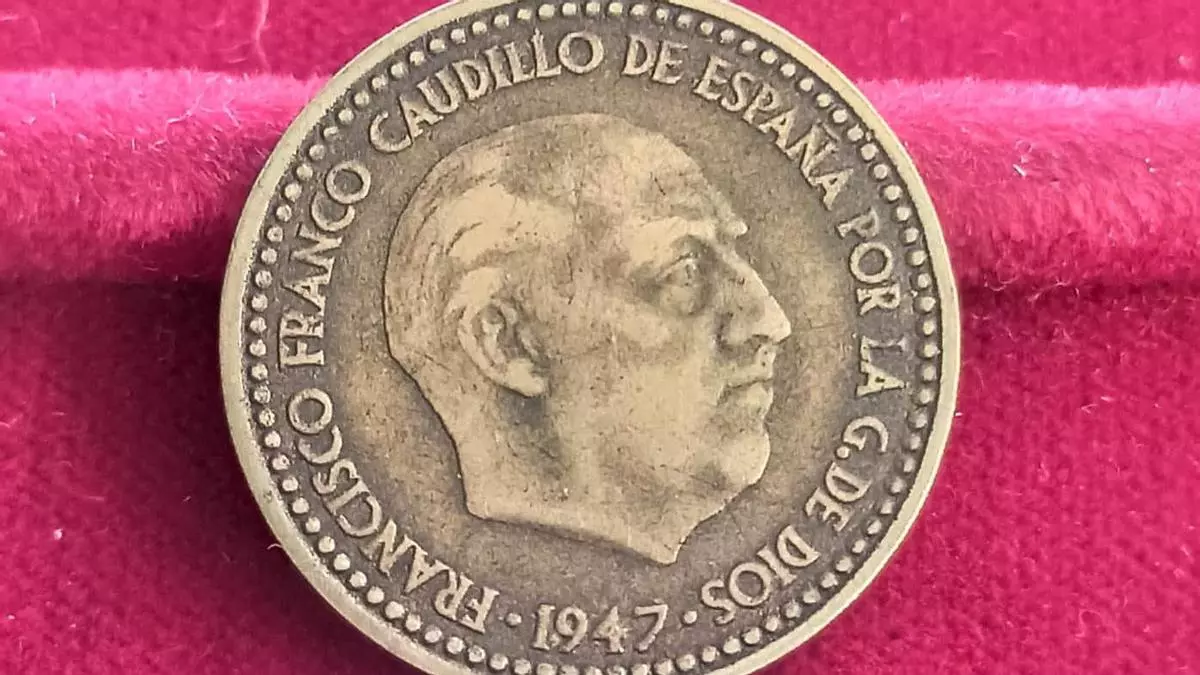 FRANCISCO FRANCO CAUDILLO DE ESPAÑA POR LA G. DE DIOS
· 1947 ·